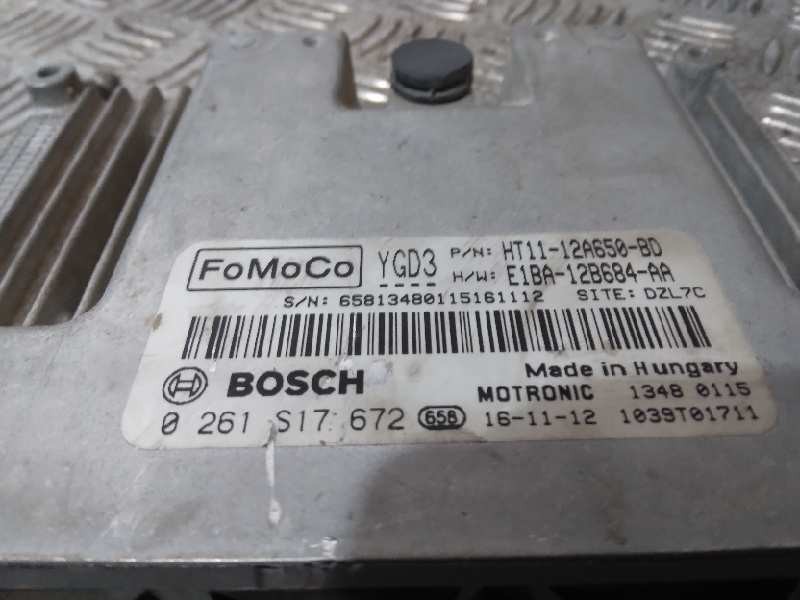 FoMoCo YGD3 P/N: HT11-12A650-BD
H/W: E1BA-12B684-AA
S/N: 65813480115161112 SITE: DZL7C
BOSCH Made in Hungary
MOTRONIC 1348 0115
0 261 S17 672 658 16-11-12 1039T01711